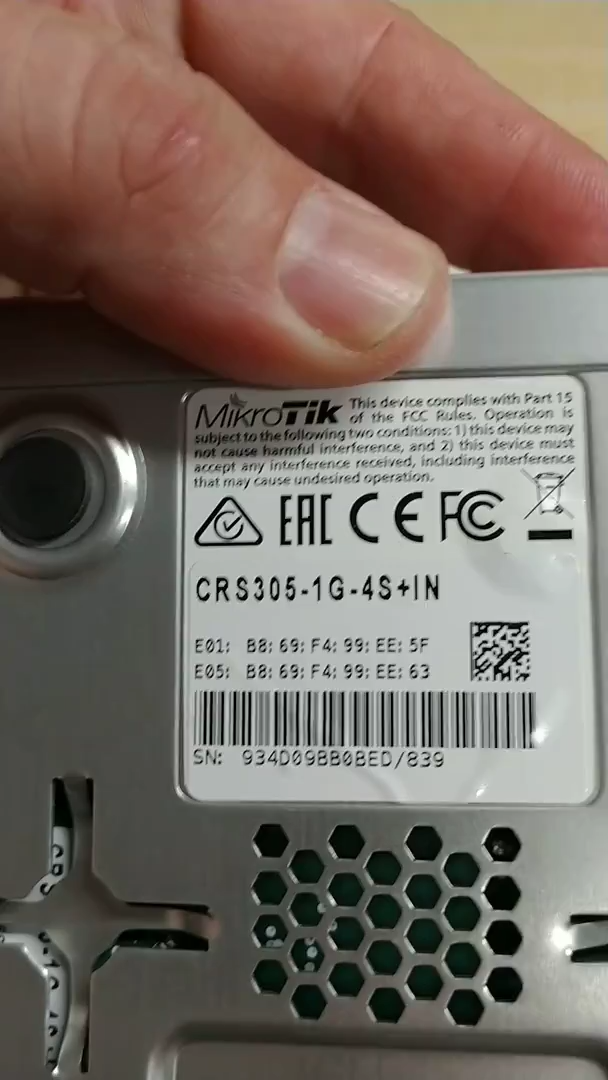 MikroTik This device complies with Part 15
of the FCC Rules. Operation is
subject to the following two conditions: 1) this device may
not cause harmful interference, and 2) this device must
accept any interference received, including interference
that may cause undesired operation.
EAC CE FC
CRS305-1G-4S+IN
E01: B8:69:F4:99:EE:5F
E05: B8:69:F4:99:EE:63
SN: 934D09BB0BED/839